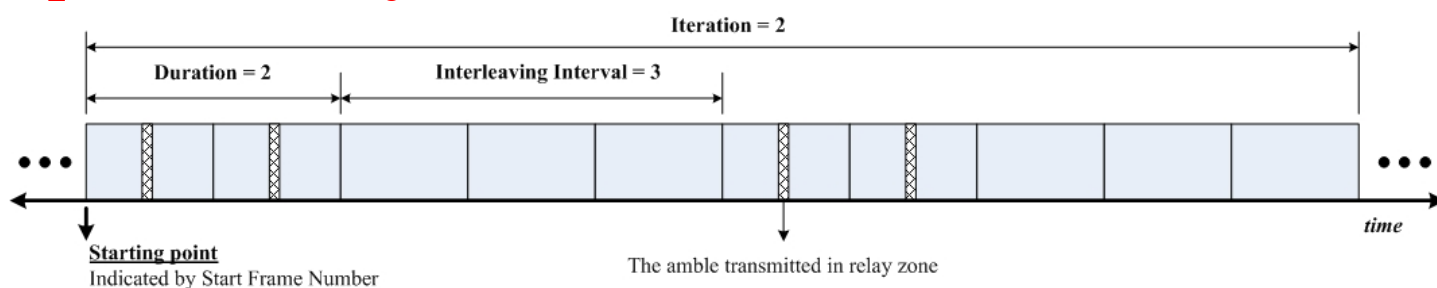 Iteration = 2
Duration = 2
Interleaving Interval = 3
time
Starting point
Indicated by Start Frame Number
The amble transmitted in relay zone